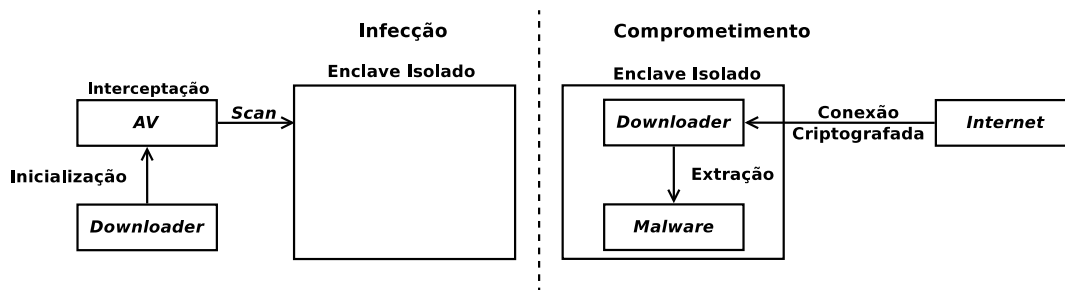 Infecção
Enclave Isolado
Interceptação
AV
Scan
Inicialização
Downloader
Comprometimento
Enclave Isolado
Downloader
Conexão
Criptografada
Internet
Extração
Malware